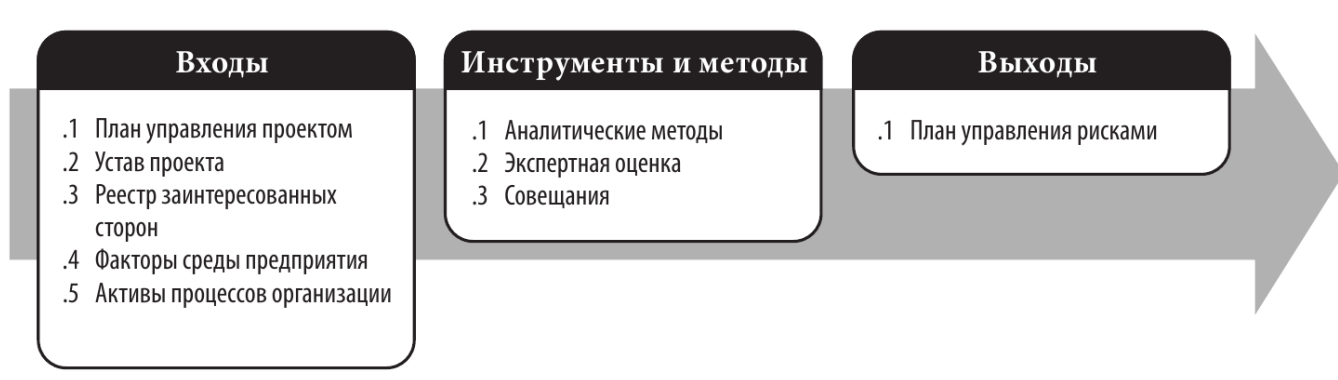 Входы
.1 План управления проектом
.2 Устав проекта
.3 Реестр заинтересованных
сторон
.4 Факторы среды предприятия
.5 Активы процессов организации
Инструменты и методы
.1 Аналитические методы
.2 Экспертная оценка
.3 Совещания
Выходы
.1 План управления рисками